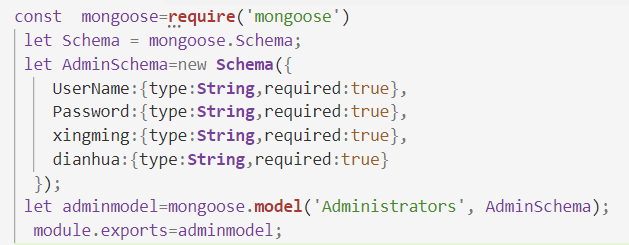 const  mongoose=require('mongoose')
let Schema = mongoose.Schema;
let AdminSchema=new Schema({
UserName:{type:String,required:true},
Password:{type:String,required:true},
xingming:{type:String,required:true},
dianhua:{type:String,required:true}
});
let adminmodel=mongoose.model('Administrators', AdminSchema);
module.exports=adminmodel;